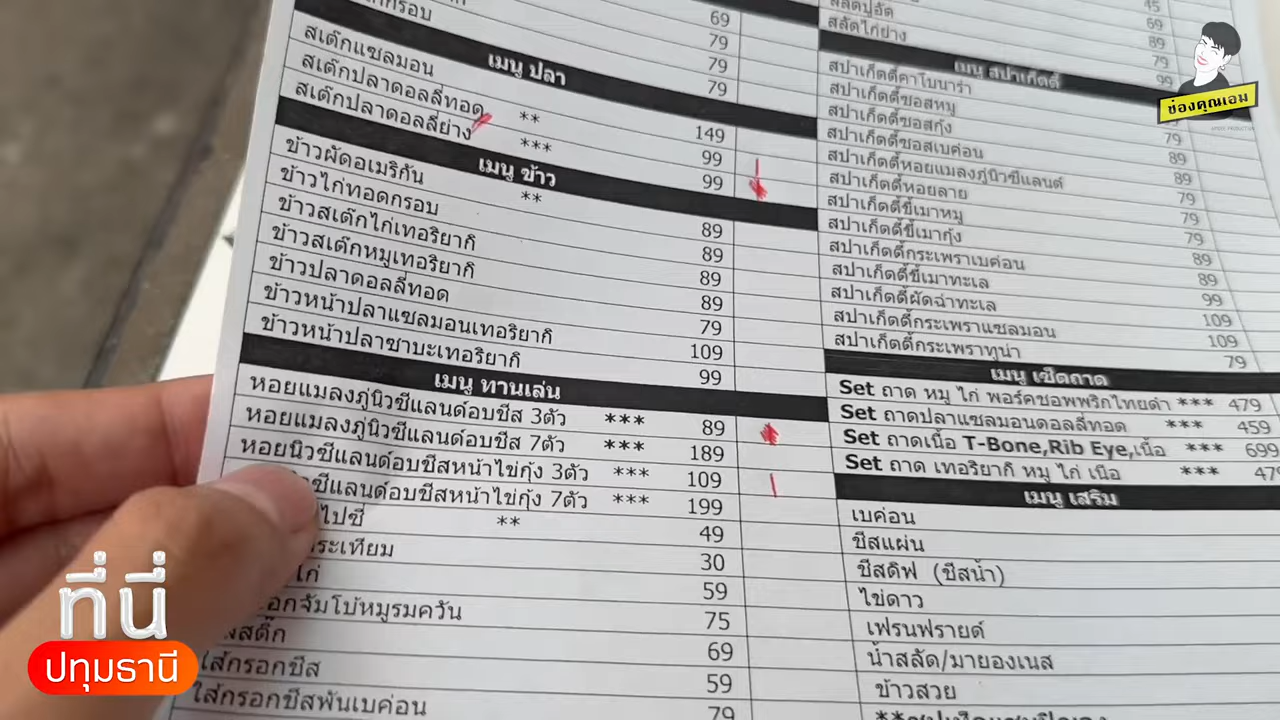 กรอบ 69
79
79
79
เมนู ปลา
สเต๊กแซลมอน ** 149
สเต๊กปลาดอลลี่ทอด *** 99
สเต๊กปลาดอลลี่ย่าง 99
เมนู ข้าว
ข้าวผัดอเมริกัน ** 89
ข้าวไก่ทอดกรอบ 89
ข้าวสเต๊กไก่เทอริยากิ 89
ข้าวสเต๊กหมูเทอริยากิ 89
ข้าวปลาดอลลี่ทอด 79
ข้าวหน้าปลาแซลมอนเทอริยากิ 109
ข้าวหน้าปลาซาบะเทอริยากิ 99
เมนู ทานเล่น
หอยแมลงภู่นิวซีแลนด์อบชีส 3ตัว *** 89
หอยแมลงภู่นิวซีแลนด์อบชีส 7ตัว *** 189
หอยนิวซีแลนด์อบชีสหน้าไข่กุ้ง 3ตัว *** 109
ซีแลนด์อบชีสหน้าไข่กุ้ง 7ตัว *** 199
ไปซี่ ** 49
ระเทียม 30
ไก่ 59
อกจัมโบ้หมูรมควัน 75
สติ๊ก 69
ไส้กรอกชีส 59
ไส้กรอกชีสพันเบค่อน 79
สลัดปูอัด 69
สลัดไก่ย่าง 89
เมนู สปาเก็ตตี้
สปาเก็ตตี้คาโบนาร่า
สปาเก็ตตี้ซอสหมู 79
สปาเก็ตตี้ซอสกุ้ง 89
สปาเก็ตตี้ซอสเบค่อน 89
สปาเก็ตตี้หอยแมลงภู่นิวซีแลนด์ 79
สปาเก็ตตี้หอยลาย 79
สปาเก็ตตี้ขี้เมาหมู 79
สปาเก็ตตี้ขี้เมากุ้ง 89
สปาเก็ตตี้กระเพราเบค่อน 89
สปาเก็ตตี้ขี้เมาทะเล 99
สปาเก็ตตี้ผัดฉ่าทะเล 109
สปาเก็ตตี้กระเพราแซลมอน 109
สปาเก็ตตี้กระเพราทูน่า 79
เมนู เซ็ตถาด
Set ถาด หมู ไก่ พอร์คชอพพริกไทยดำ *** 479
Set ถาดปลาแซลมอนดอลลี่ทอด *** 459
Set ถาดเนื้อ T-Bone,Rib Eye,เนื้อ *** 699
Set ถาด เทอริยากิ หมู ไก่ เนื้อ ***
เมนู เสริม
เบค่อน
ชีสแผ่น
ชีสดิฟ (ชีสน้ำ)
ไข่ดาว
เฟรนฟรายด์
น้ำสลัด/มายองเนส
ข้าวสวย
ช่องคุณเอม
ที่นี่
ปทุมธานี